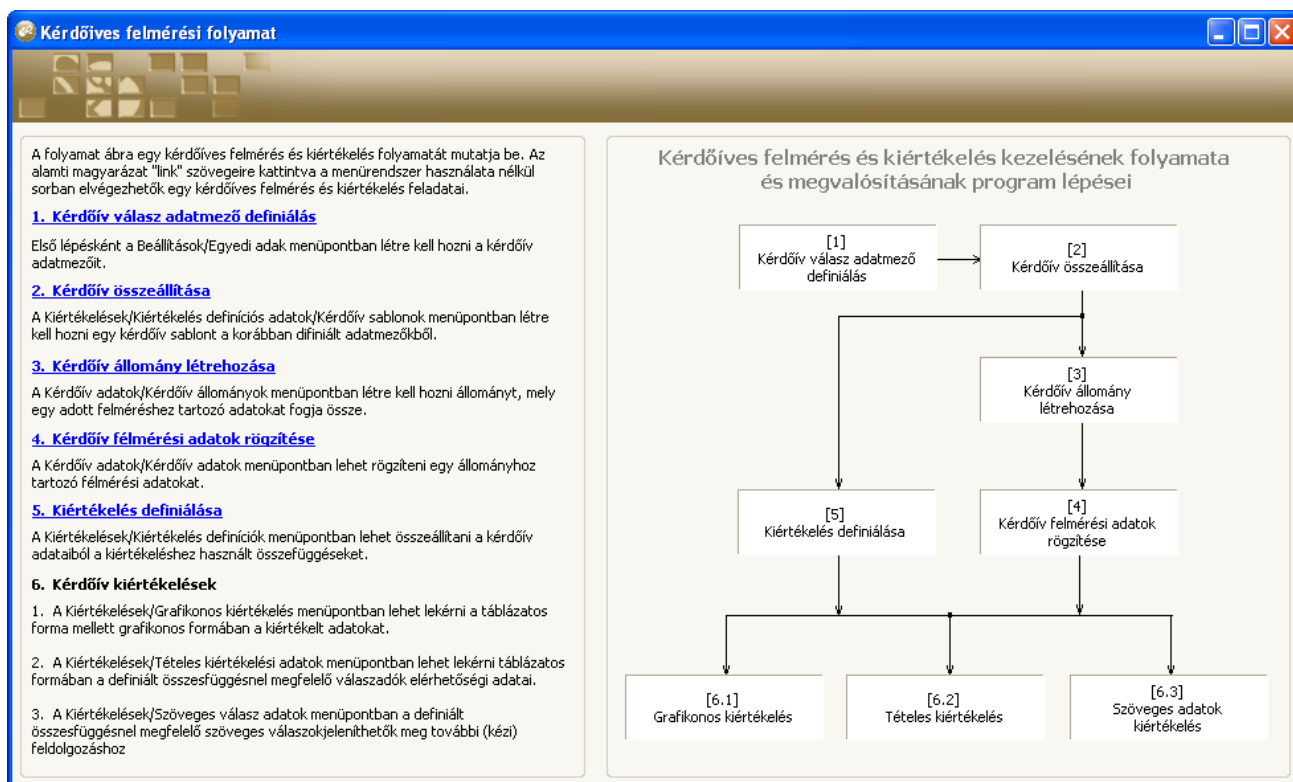 Kérdőives felmérési folyamat
A folyamat ábra egy kérdőíves felmérés és kiértékelés folyamatát mutatja be. Az
alamti magyarázat "link" szövegeire kattintva a menürendszer használata nélkül
sorban elvégezhetők egy kérdőíves felmérés és kiértékelés feladatai.
1. Kérdőív válasz adatmező definiálás
Első lépésként a Beállítások/Egyedi adak menüpontban létre kell hozni a kérdőív
adatmezőit.
2. Kérdőív összeállítása
A Kiértékelések/Kiértékelés definíciós adatok/Kérdőív sablonok menüpontban létre
kell hozni egy kérdőív sablont a korábban difiniált adatmezőkből.
3. Kérdőív állomány létrehozása
A Kérdőív adatok/Kérdőív állományok menüpontban létre kell hozni állományt, mely
egy adott felméréshez tartozó adatokat fogja össze.
4. Kérdőív félmérési adatok rögzítése
A Kérdőív adatok/Kérdőív adatok menüpontban lehet rögzíteni egy állományhoz
tartozó félmérési adatokat.
5. Kiértékelés definiálása
A Kiértékelések/Kiértékelés definíciók menüpontban lehet összeállítani a kérdőív
adataiból a kiértékeléshez használt összefüggéseket.
6. Kérdőív kiértékelések
1. A Kiértékelések/Grafikonos kiértékelés menüpontban lehet lekérni a táblázatos
forma mellett grafikonos formában a kiértékelt adatokat.
2. A Kiértékelések/Tételes kiértékelési adatok menüpontban lehet lekérni táblázatos
formában a definiált összesfüggésnel megfelelő válaszadók elérhetőségi adatai.
3. A Kiértékelések/Szöveges válasz adatok menüpontban a definiált
összesfüggésnel megfelelő szöveges válaszokjeleníthetők meg további (kézi)
feldolgozáshoz
Kérdőíves felmérés és kiértékelés kezelésének folyamata
és megvalósításának program lépései
[1]
Kérdőív válasz adatmező
definiálás
[2]
Kérdőív összeállítása
[3]
Kérdőív állomány
létrehozása
[5]
Kiértékelés definiálása
[4]
Kérdőív felmérési adatok
rögzítése
[6.1]
Grafikonos kiértékelés
[6.2]
Tételes kiértékelés
[6.3]
Szöveges adatok
kiértékelés